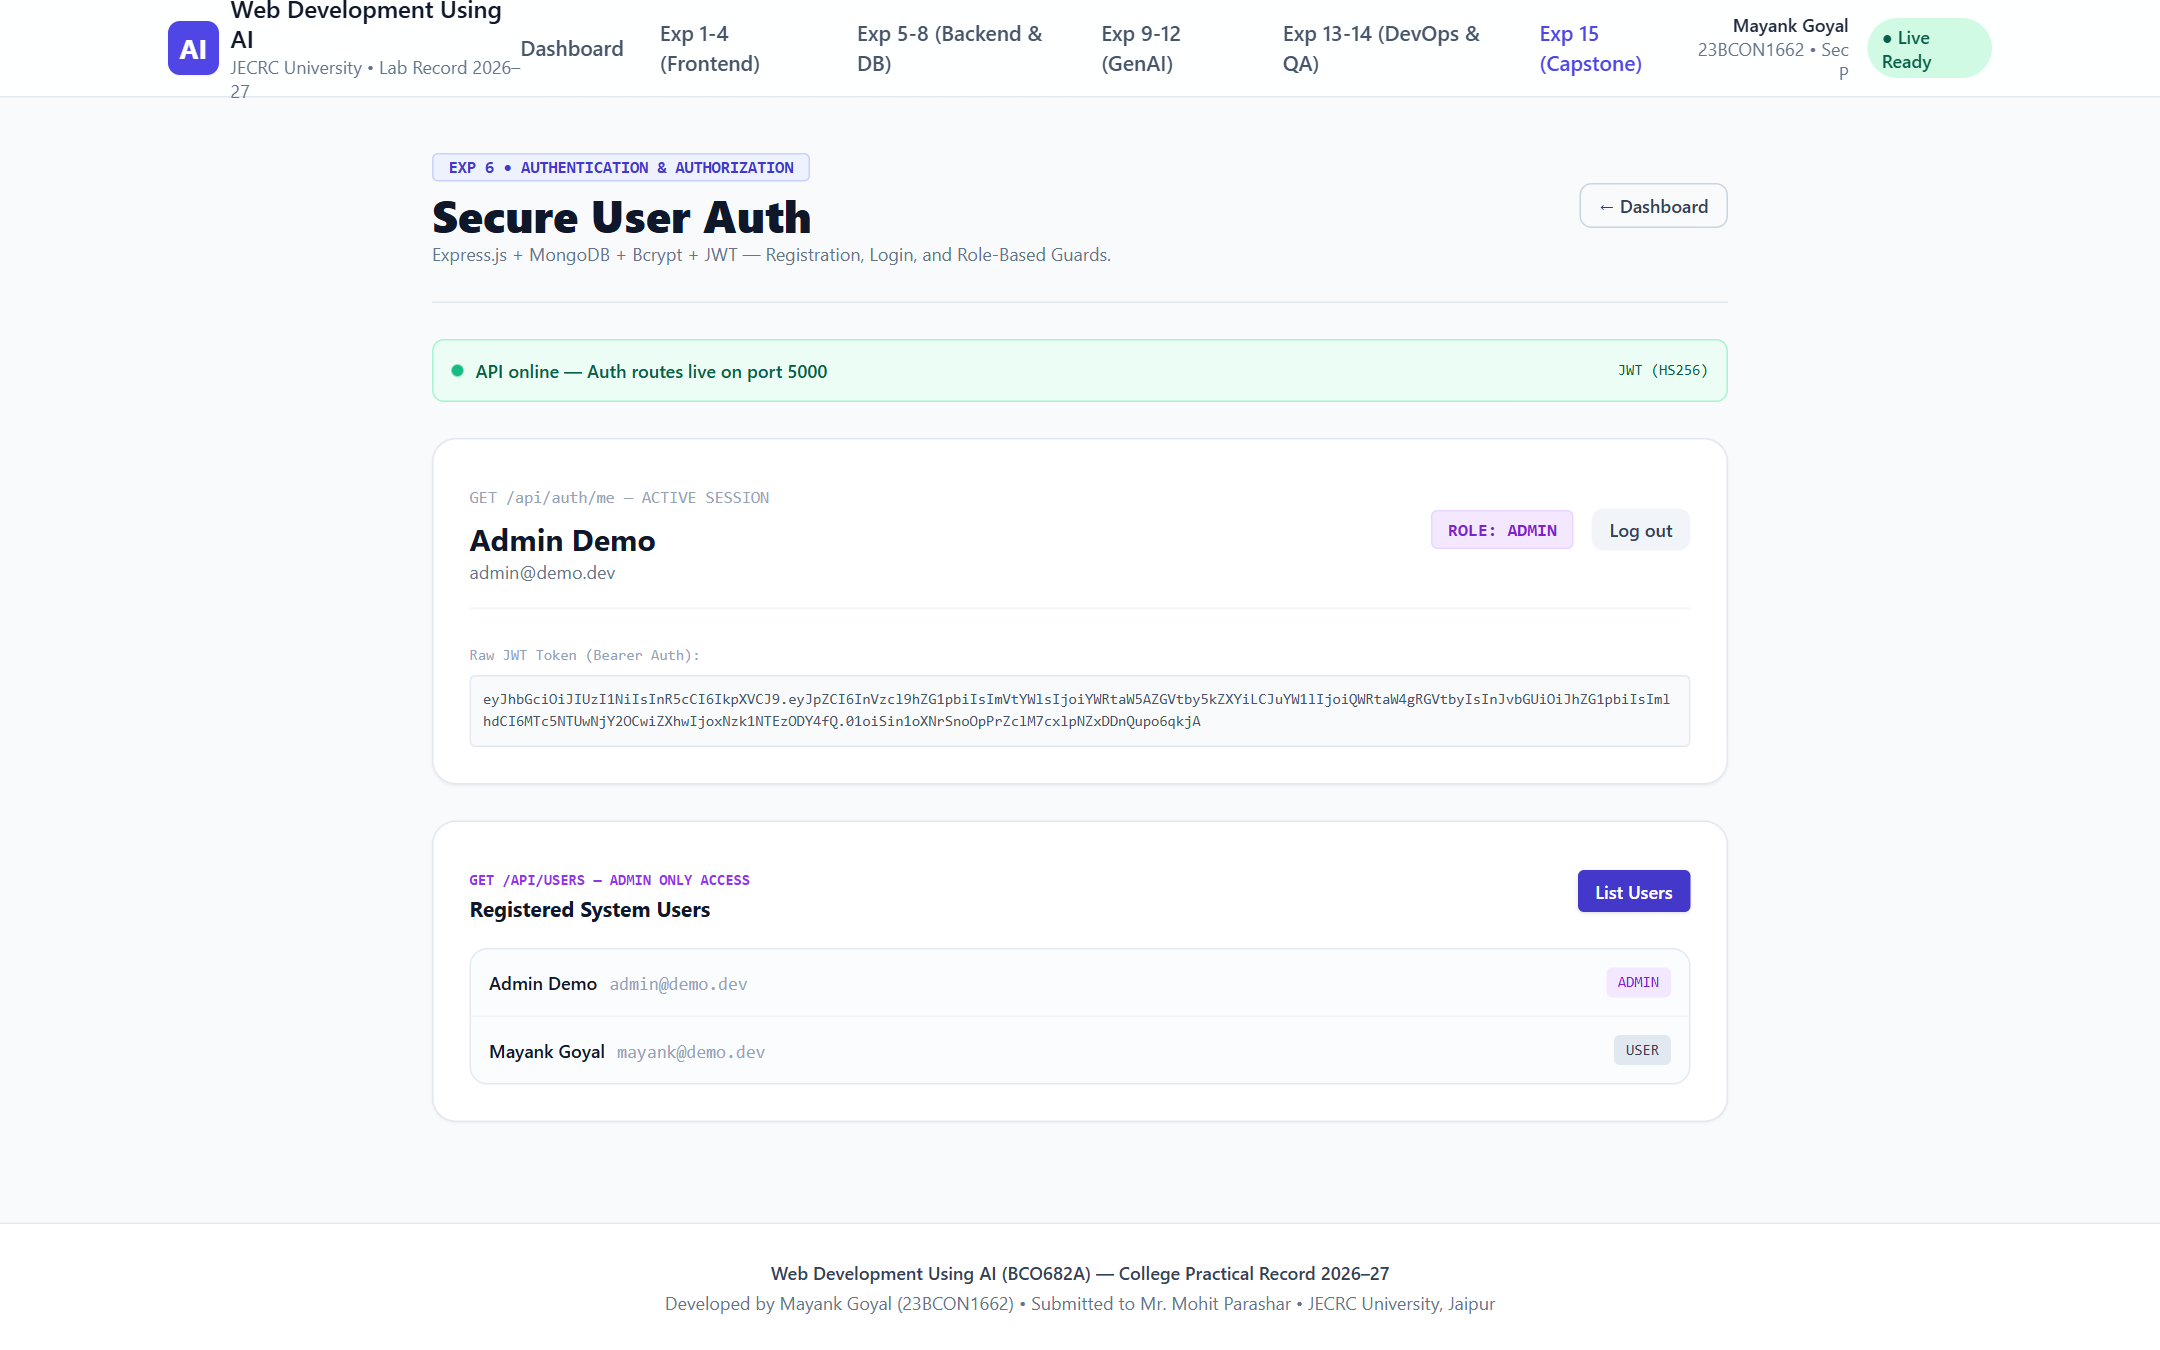 AI
Web Development Using
AI
JECRC University • Lab Record 2026–
27
Dashboard
Exp 1-4
(Frontend)
Exp 5-8 (Backend &
DB)
Exp 9-12
(GenAI)
Exp 13-14 (DevOps &
QA)
Exp 15
(Capstone)
Mayank Goyal
23BCON1662 • Sec
P
● Live
Ready
EXP 6 • AUTHENTICATION & AUTHORIZATION
Secure User Auth
Express.js + MongoDB + Bcrypt + JWT — Registration, Login, and Role-Based Guards.
← Dashboard
API online — Auth routes live on port 5000
JWT (HS256)
GET /api/auth/me — ACTIVE SESSION
Admin Demo
admin@demo.dev
ROLE: ADMIN
Log out
Raw JWT Token (Bearer Auth):
eyJhbGciOiJIUzI1NiIsInR5cCI6IkpXVCJ9.eyJpZCI6InVzcl9hZG1pbiIsImVtYWlsIjoiYWRtaW5AZGVtby5kZXYiLCJuYW1lIjoiQWRtaW4gRGVtbyIsInJvbGUiOiJhZG1pbiIsIml
hdCI6MTc5NTUwNjY2OCwiZXhwIjoxNzk1NTEzODY4fQ.01oiSin1oXNrSnoOpPrZclM7cxlpNZxDDnQupo6qkjA
GET /API/USERS — ADMIN ONLY ACCESS
Registered System Users
List Users
Admin Demo admin@demo.dev
ADMIN
Mayank Goyal mayank@demo.dev
USER
Web Development Using AI (BCO682A) — College Practical Record 2026–27
Developed by Mayank Goyal (23BCON1662) • Submitted to Mr. Mohit Parashar • JECRC University, Jaipur